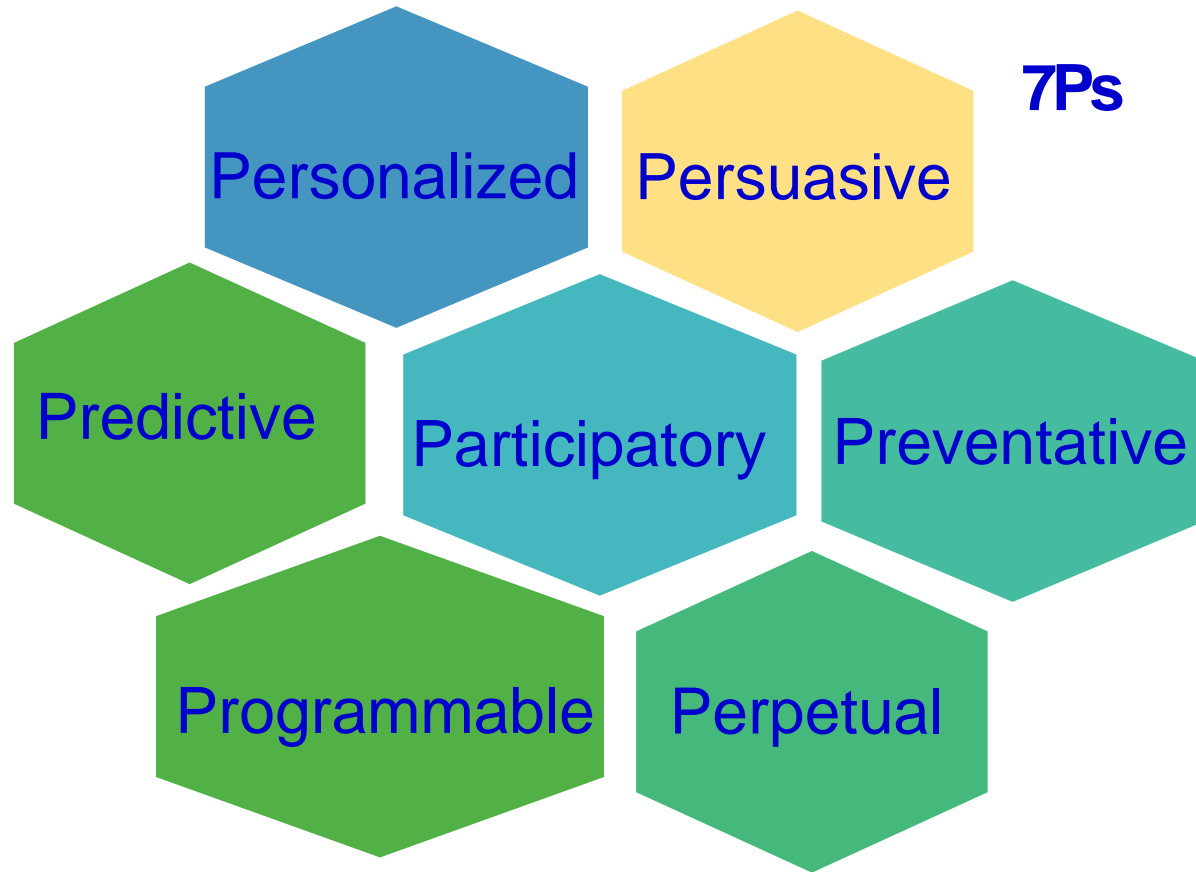 7Ps
Personalized
Persuasive
Predictive
Participatory
Preventative
Programmable
Perpetual